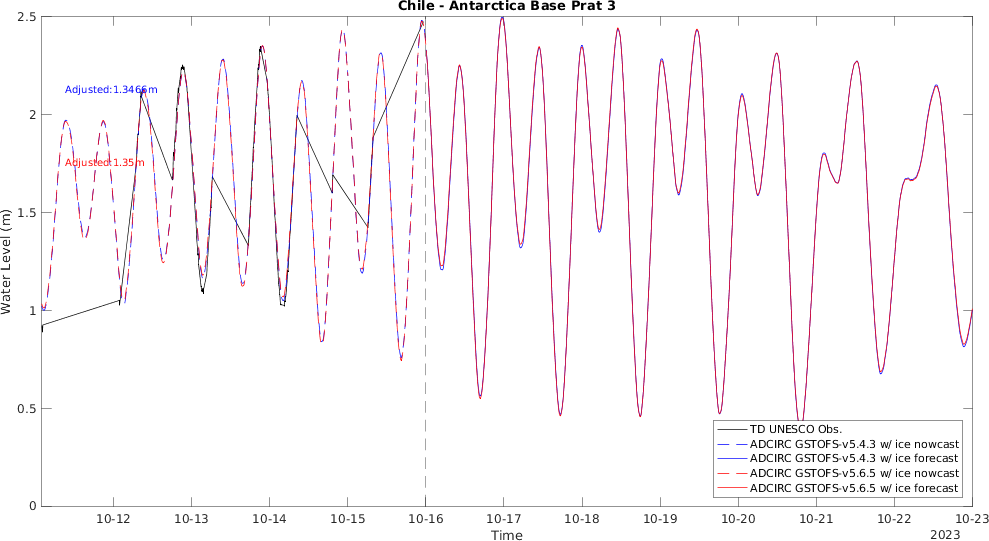 Chile - Antarctica Base Prat 3
2.5
2
1.5
1
0.5
0
Water Level (m)
Adjusted:1.3466m
Adjusted:1.35m
TD UNESCO Obs.
ADCIRC GSTOFS-v5.4.3 w/ ice nowcast
ADCIRC GSTOFS-v5.4.3 w/ ice forecast
ADCIRC GSTOFS-v5.6.5 w/ ice nowcast
ADCIRC GSTOFS-v5.6.5 w/ ice forecast
10-12 10-13 10-14 10-15 10-16 10-17 10-18 10-19 10-20 10-21 10-22 10-23
Time
2023